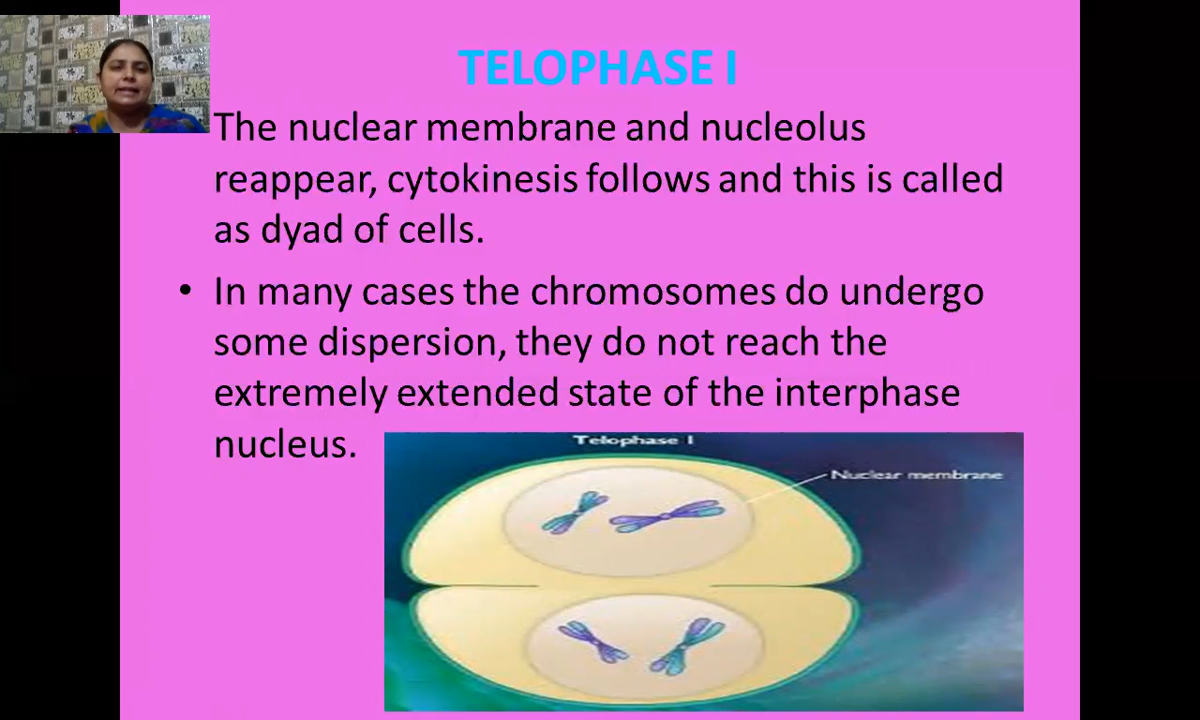 TELOPHASE I
The nuclear membrane and nucleolus
reappear, cytokinesis follows and this is called
as dyad of cells.
• In many cases the chromosomes do undergo
some dispersion, they do not reach the
extremely extended state of the interphase
nucleus.
Telophase I
Nuclear membrane